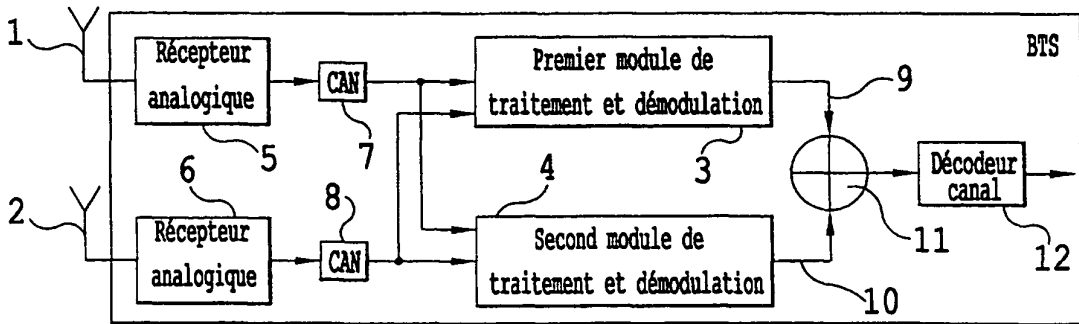 1
Récepteur
analogique
5
CAN
7
Premier module de
traitement et démodulation
3
9
BTS
2
6
Récepteur
analogique
8
CAN
4
Second module de
traitement et démodulation
10
11
Décodeur
canal
12